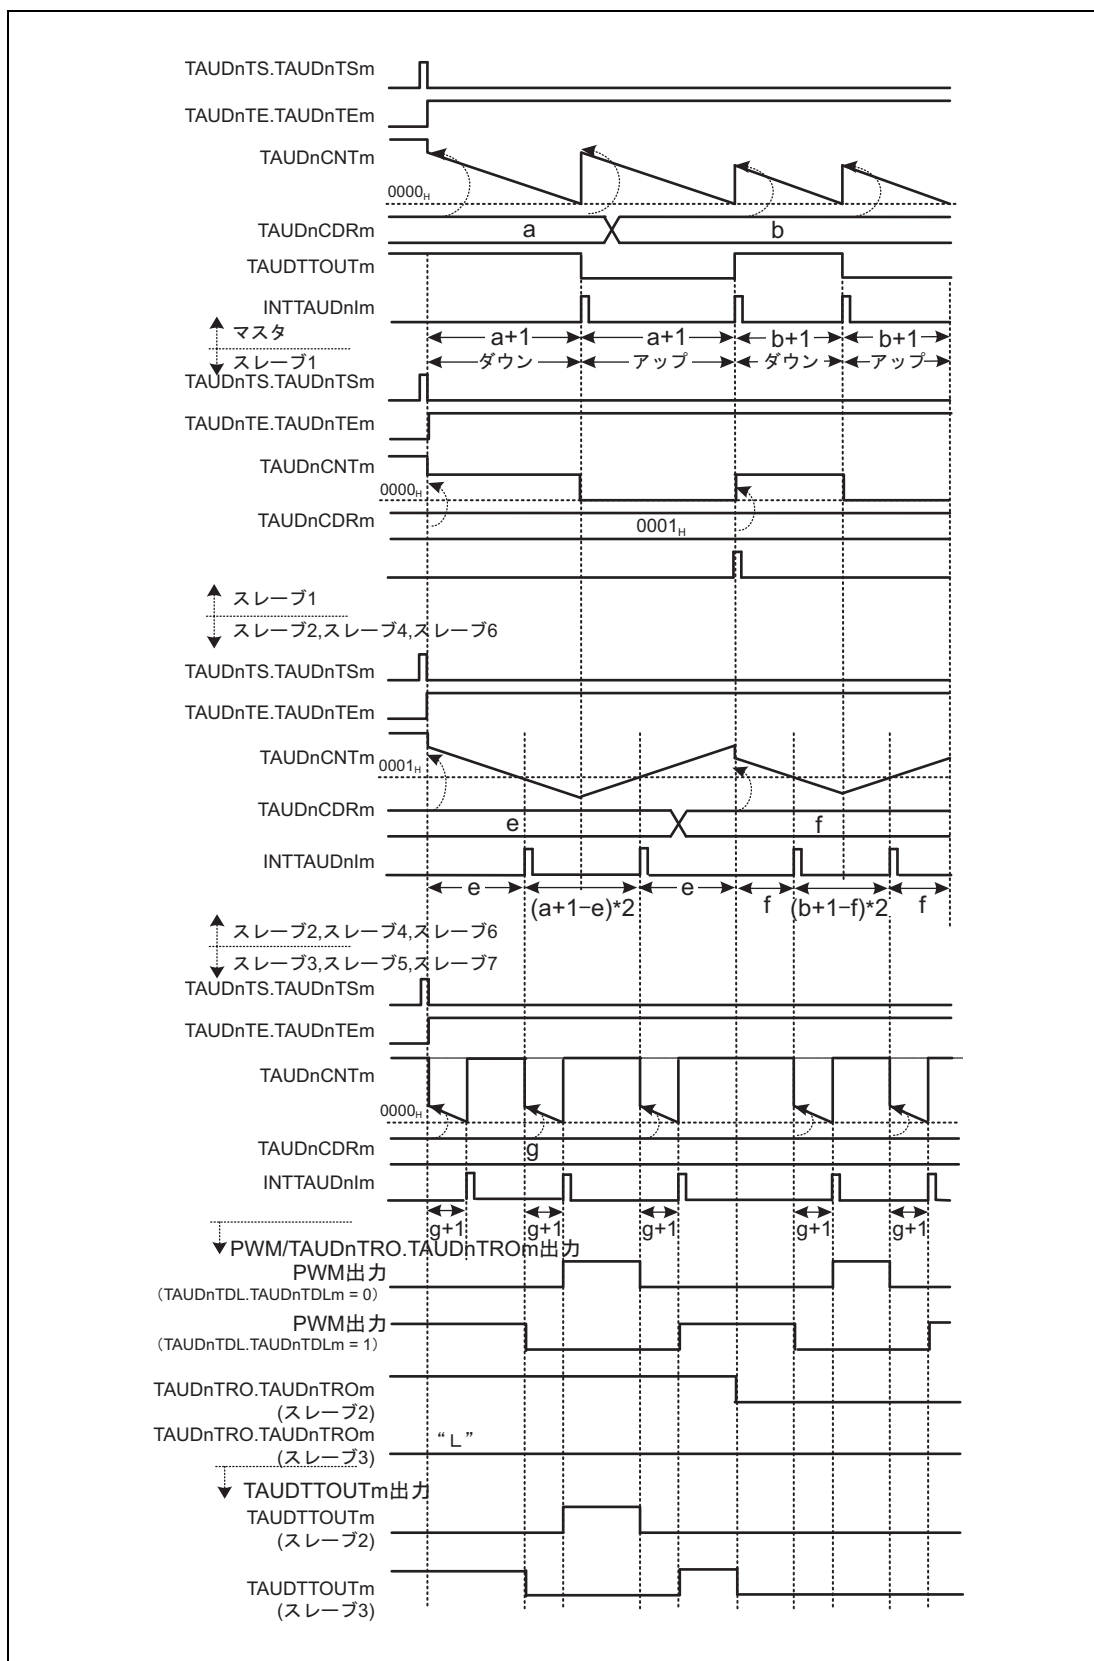 TAUDnTS.TAUDnTSm
TAUDnTE.TAUDnTEm
TAUDnCNTm
0000H
TAUDnCDRm
a
b
TAUDTTOUTm
INTTAUDnIm
マスタ
a+1 a+1 b+1 b+1
スレーブ1
ダウン アップ ダウン アップ
TAUDnTS.TAUDnTSm
TAUDnTE.TAUDnTEm
TAUDnCNTm
0000H
TAUDnCDRm
0001H
スレーブ1
スレーブ2,スレーブ4,スレーブ6
TAUDnTS.TAUDnTSm
TAUDnTE.TAUDnTEm
TAUDnCNTm
0001H
TAUDnCDRm
e
f
INTTAUDnIm
e (a+1−e)*2 e f (b+1−f)*2 f
スレーブ2,スレーブ4,スレーブ6
スレーブ3,スレーブ5,スレーブ7
TAUDnTS.TAUDnTSm
TAUDnTE.TAUDnTEm
TAUDnCNTm
0000H
TAUDnCDRm
g
INTTAUDnIm
g+1 g+1 g+1 g+1 g+1
PWM/TAUDnTRO.TAUDnTROm出力
PWM出力
(TAUDnTDL.TAUDnTDLm = 0)
PWM出力
(TAUDnTDL.TAUDnTDLm = 1)
TAUDnTRO.TAUDnTROm
(スレーブ2)
TAUDnTRO.TAUDnTROm
“L”
(スレーブ3)
TAUDTTOUTm出力
TAUDTTOUTm
(スレーブ2)
TAUDTTOUTm
(スレーブ3)